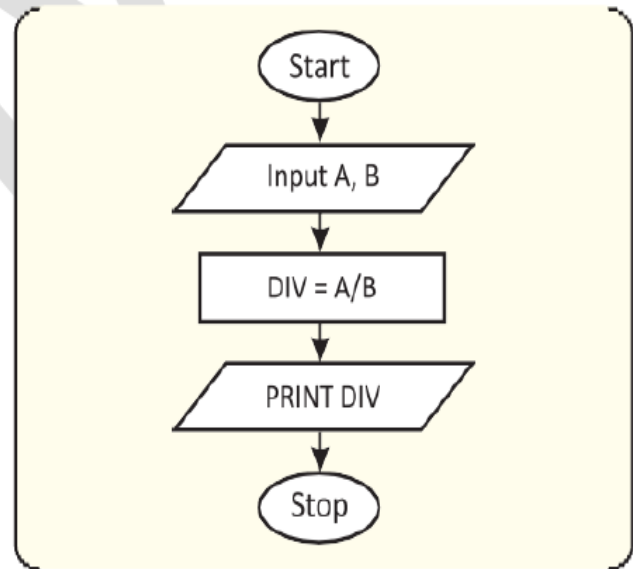 Start
Input A, B
DIV = A/B
PRINT DIV
Stop